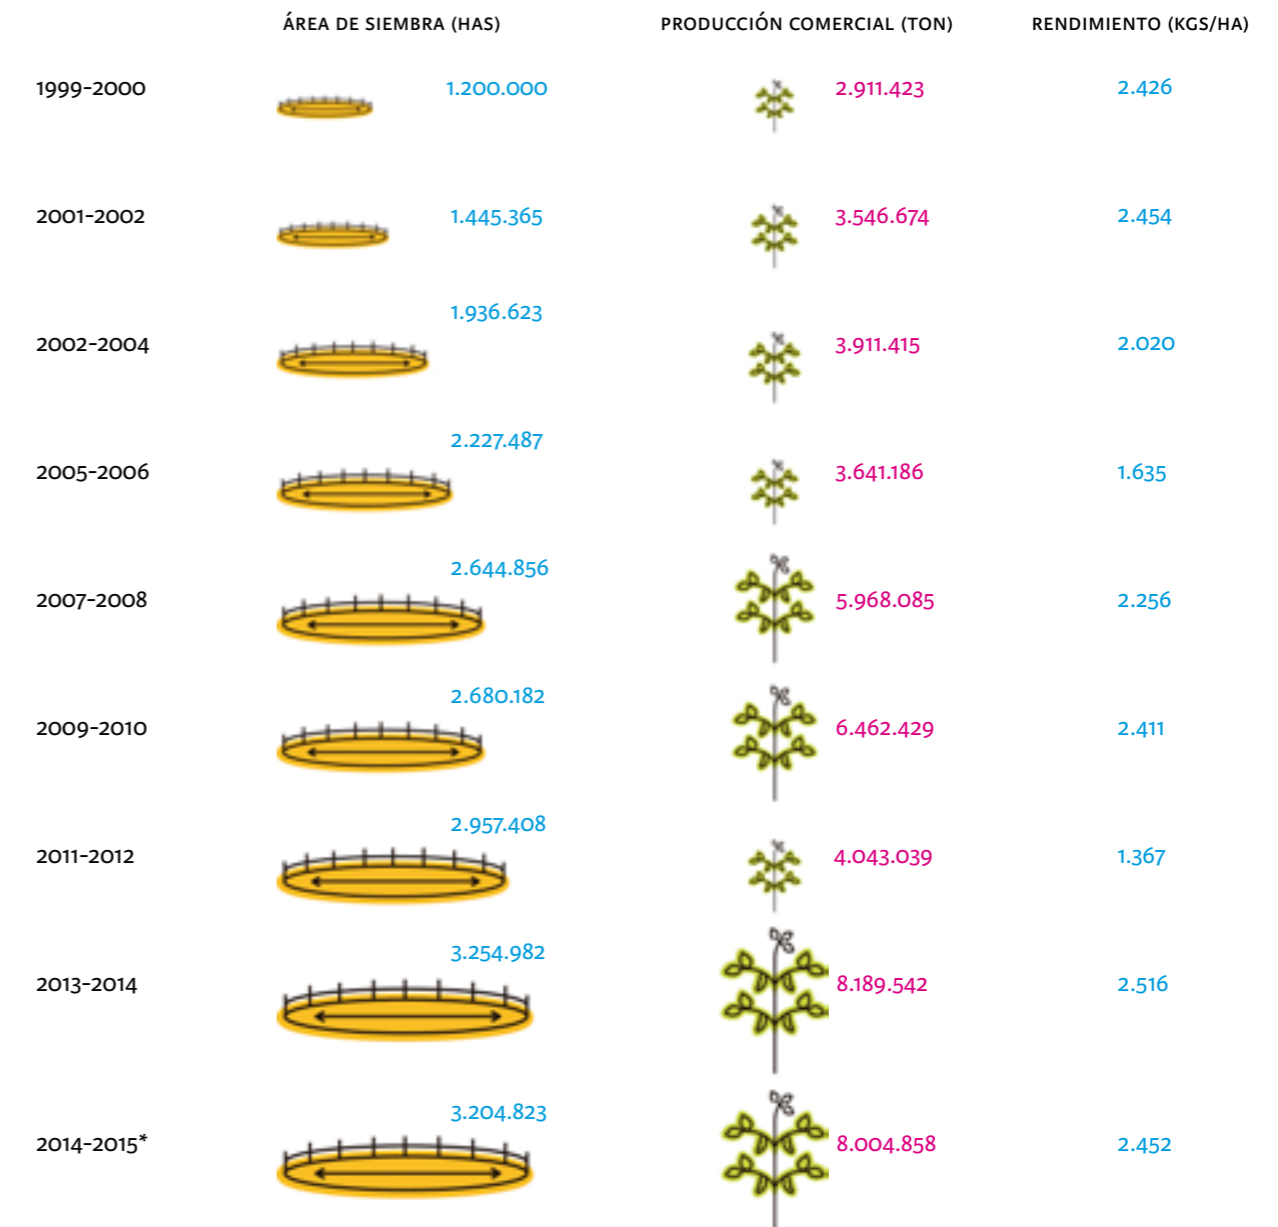 ÁREA DE SIEMBRA (HAS) PRODUCCIÓN COMERCIAL (TON) RENDIMIENTO (KGS/HA)
1999-2000 1.200.000 2.911.423 2.426
2001-2002 1.445.365 3.546.674 2.454
2002-2004 1.936.623 3.911.415 2.020
2005-2006 2.227.487 3.641.186 1.635
2007-2008 2.644.856 5.968.085 2.256
2009-2010 2.680.182 6.462.429 2.411
2011-2012 2.957.408 4.043.039 1.367
2013-2014 3.254.982 8.189.542 2.516
2014-2015* 3.204.823 8.004.858 2.452